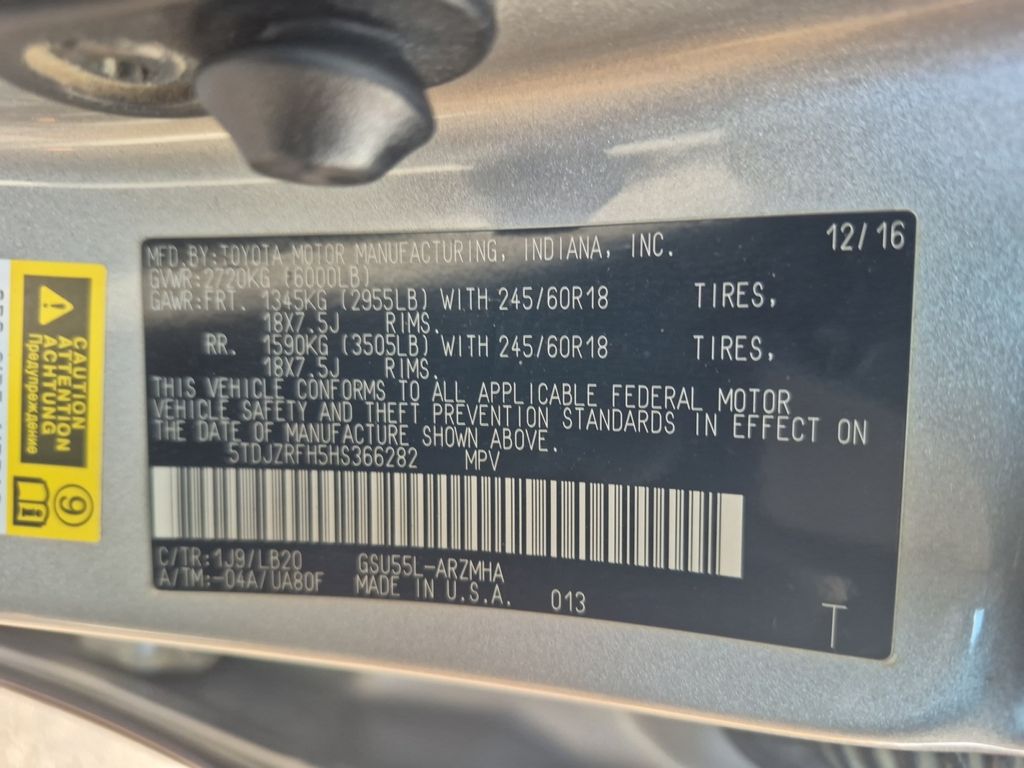 MFD. BY: TOYOTA MOTOR MANUFACTURING, INDIANA, INC. 12/16
GVWR: 2720KG (6000LB)
GAWR: FRT. 1345KG (2955LB) WITH 245/60R18 TIRES,
18X7.5J RIMS.
RR. 1590KG (3505LB) WITH 245/60R18 TIRES,
18X7.5J RIMS.
THIS VEHICLE CONFORMS TO ALL APPLICABLE FEDERAL MOTOR
VEHICLE SAFETY AND THEFT PREVENTION STANDARDS IN EFFECT ON
THE DATE OF MANUFACTURE SHOWN ABOVE.
5TDJZRFH5HS366282 MPV
C/TR: 1J9/LB20 GSU55L-ARZMHA
A/TM: -04A/UA80F MADE IN U.S.A. 013
T
CAUTION
ATTENTION
ACHTUNG
Предупреждение
9
i